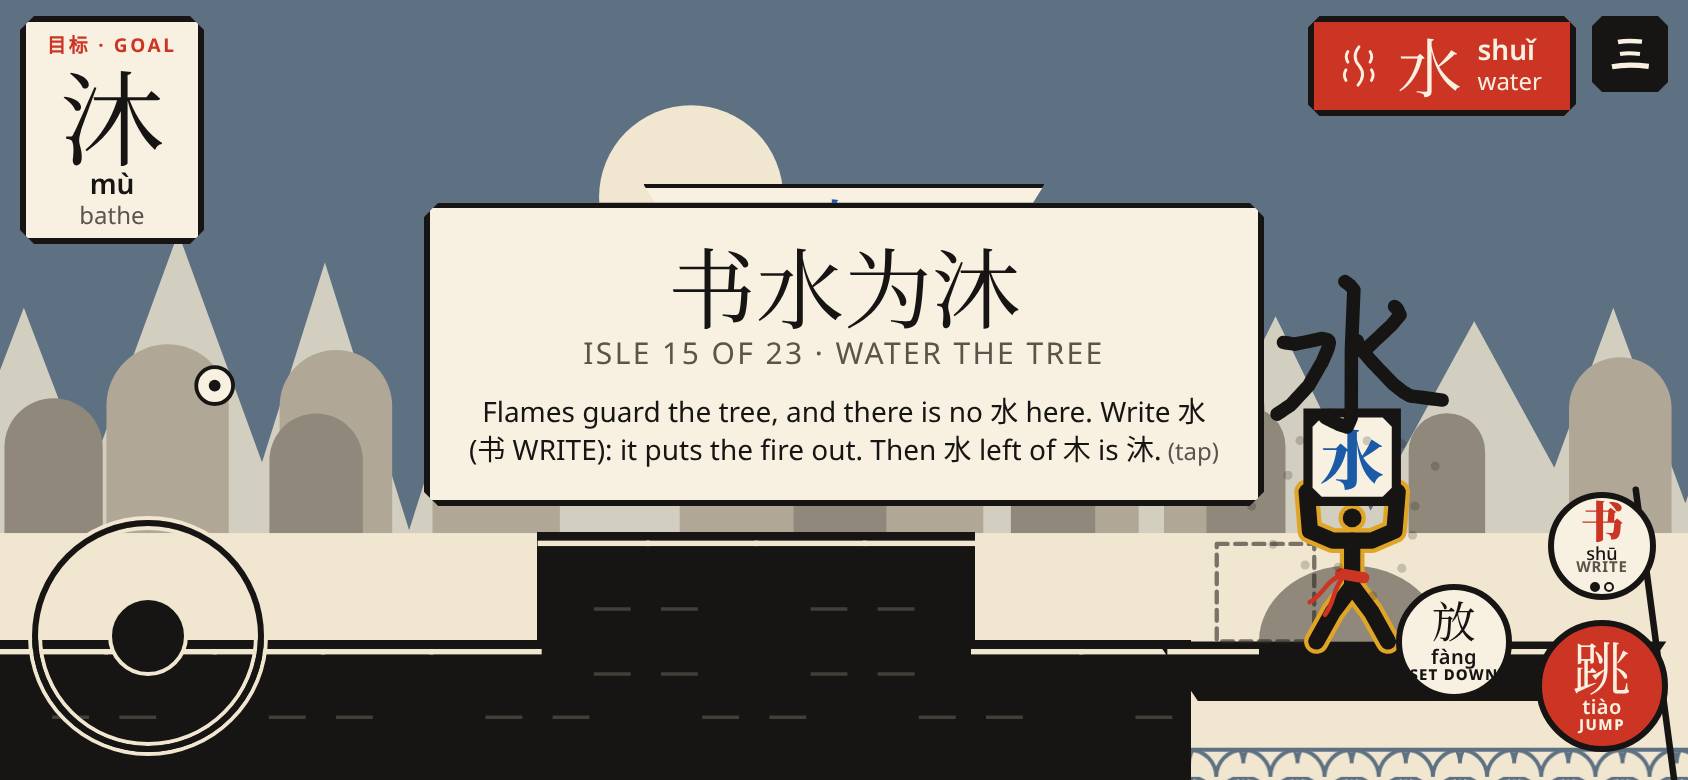 目标 · GOAL
沐
mù
bathe
水
shuǐ
water
三
书水为沐
ISLE 15 OF 23 · WATER THE TREE
Flames guard the tree, and there is no 水 here. Write 水
(书 WRITE): it puts the fire out. Then 水 left of 木 is 沐. (tap)
水
水
书
shū
WRITE
放
fàng
SET DOWN
跳
tiào
JUMP